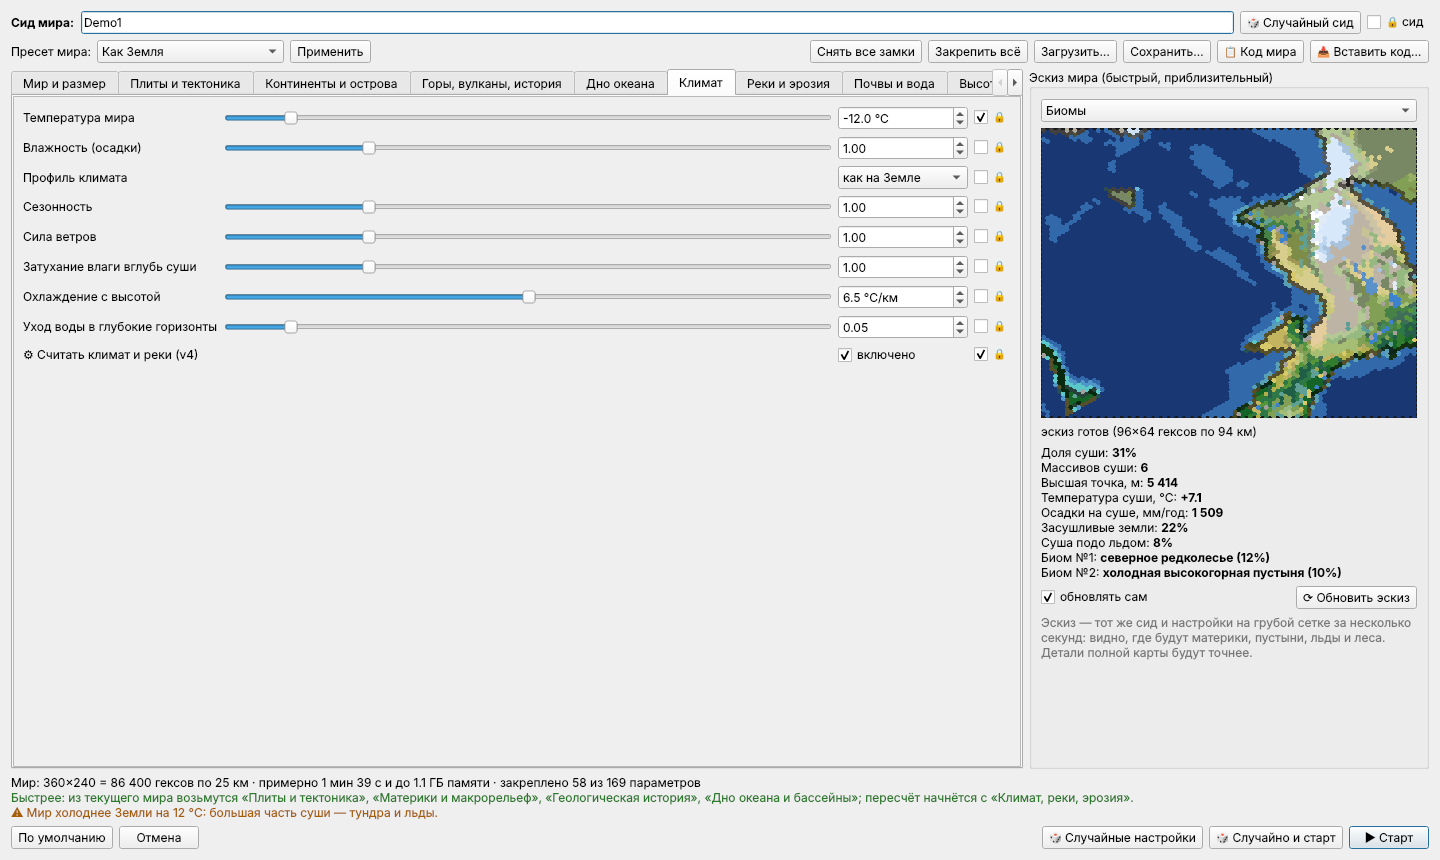 Сид мира: Demo1 🎲 Случайный сид 🔒 сид
Пресет мира: Как Земля Применить Снять все замки Закрепить всё Загрузить... Сохранить... 📋 Код мира 📥 Вставить код...
Мир и размер Плиты и тектоника Континенты и острова Горы, вулканы, история Дно океана Климат Реки и эрозия Почвы и вода Высот
Эскиз мира (быстрый, приблизительный)
Температура мира -12.0 °C 🔒
Влажность (осадки) 1.00 🔒
Профиль климата как на Земле 🔒
Сезонность 1.00 🔒
Сила ветров 1.00 🔒
Затухание влаги вглубь суши 1.00 🔒
Охлаждение с высотой 6.5 °C/км 🔒
Уход воды в глубокие горизонты 0.05 🔒
⚙ Считать климат и реки (v4) включено 🔒
Биомы
эскиз готов (96×64 гексов по 94 км)
Доля суши: 31%
Массивов суши: 6
Высшая точка, м: 5 414
Температура суши, °C: +7.1
Осадки на суше, мм/год: 1 509
Засушливые земли: 22%
Суша подо льдом: 8%
Биом №1: северное редколесье (12%)
Биом №2: холодная высокогорная пустыня (10%)
обновлять сам ⟳ Обновить эскиз
Эскиз — тот же сид и настройки на грубой сетке за несколько
секунд: видно, где будут материки, пустыни, льды и леса.
Детали полной карты будут точнее.
Мир: 360×240 = 86 400 гексов по 25 км · примерно 1 мин 39 с и до 1.1 ГБ памяти · закреплено 58 из 169 параметров
Быстрее: из текущего мира возьмутся «Плиты и тектоника», «Материки и макрорельеф», «Геологическая история», «Дно океана и бассейны»; пересчёт начнётся с «Климат, реки, эрозия».
⚠ Мир холоднее Земли на 12 °C: большая часть суши — тундра и льды.
По умолчанию Отмена 🎲 Случайные настройки 🎲 Случайно и старт ▶ Старт